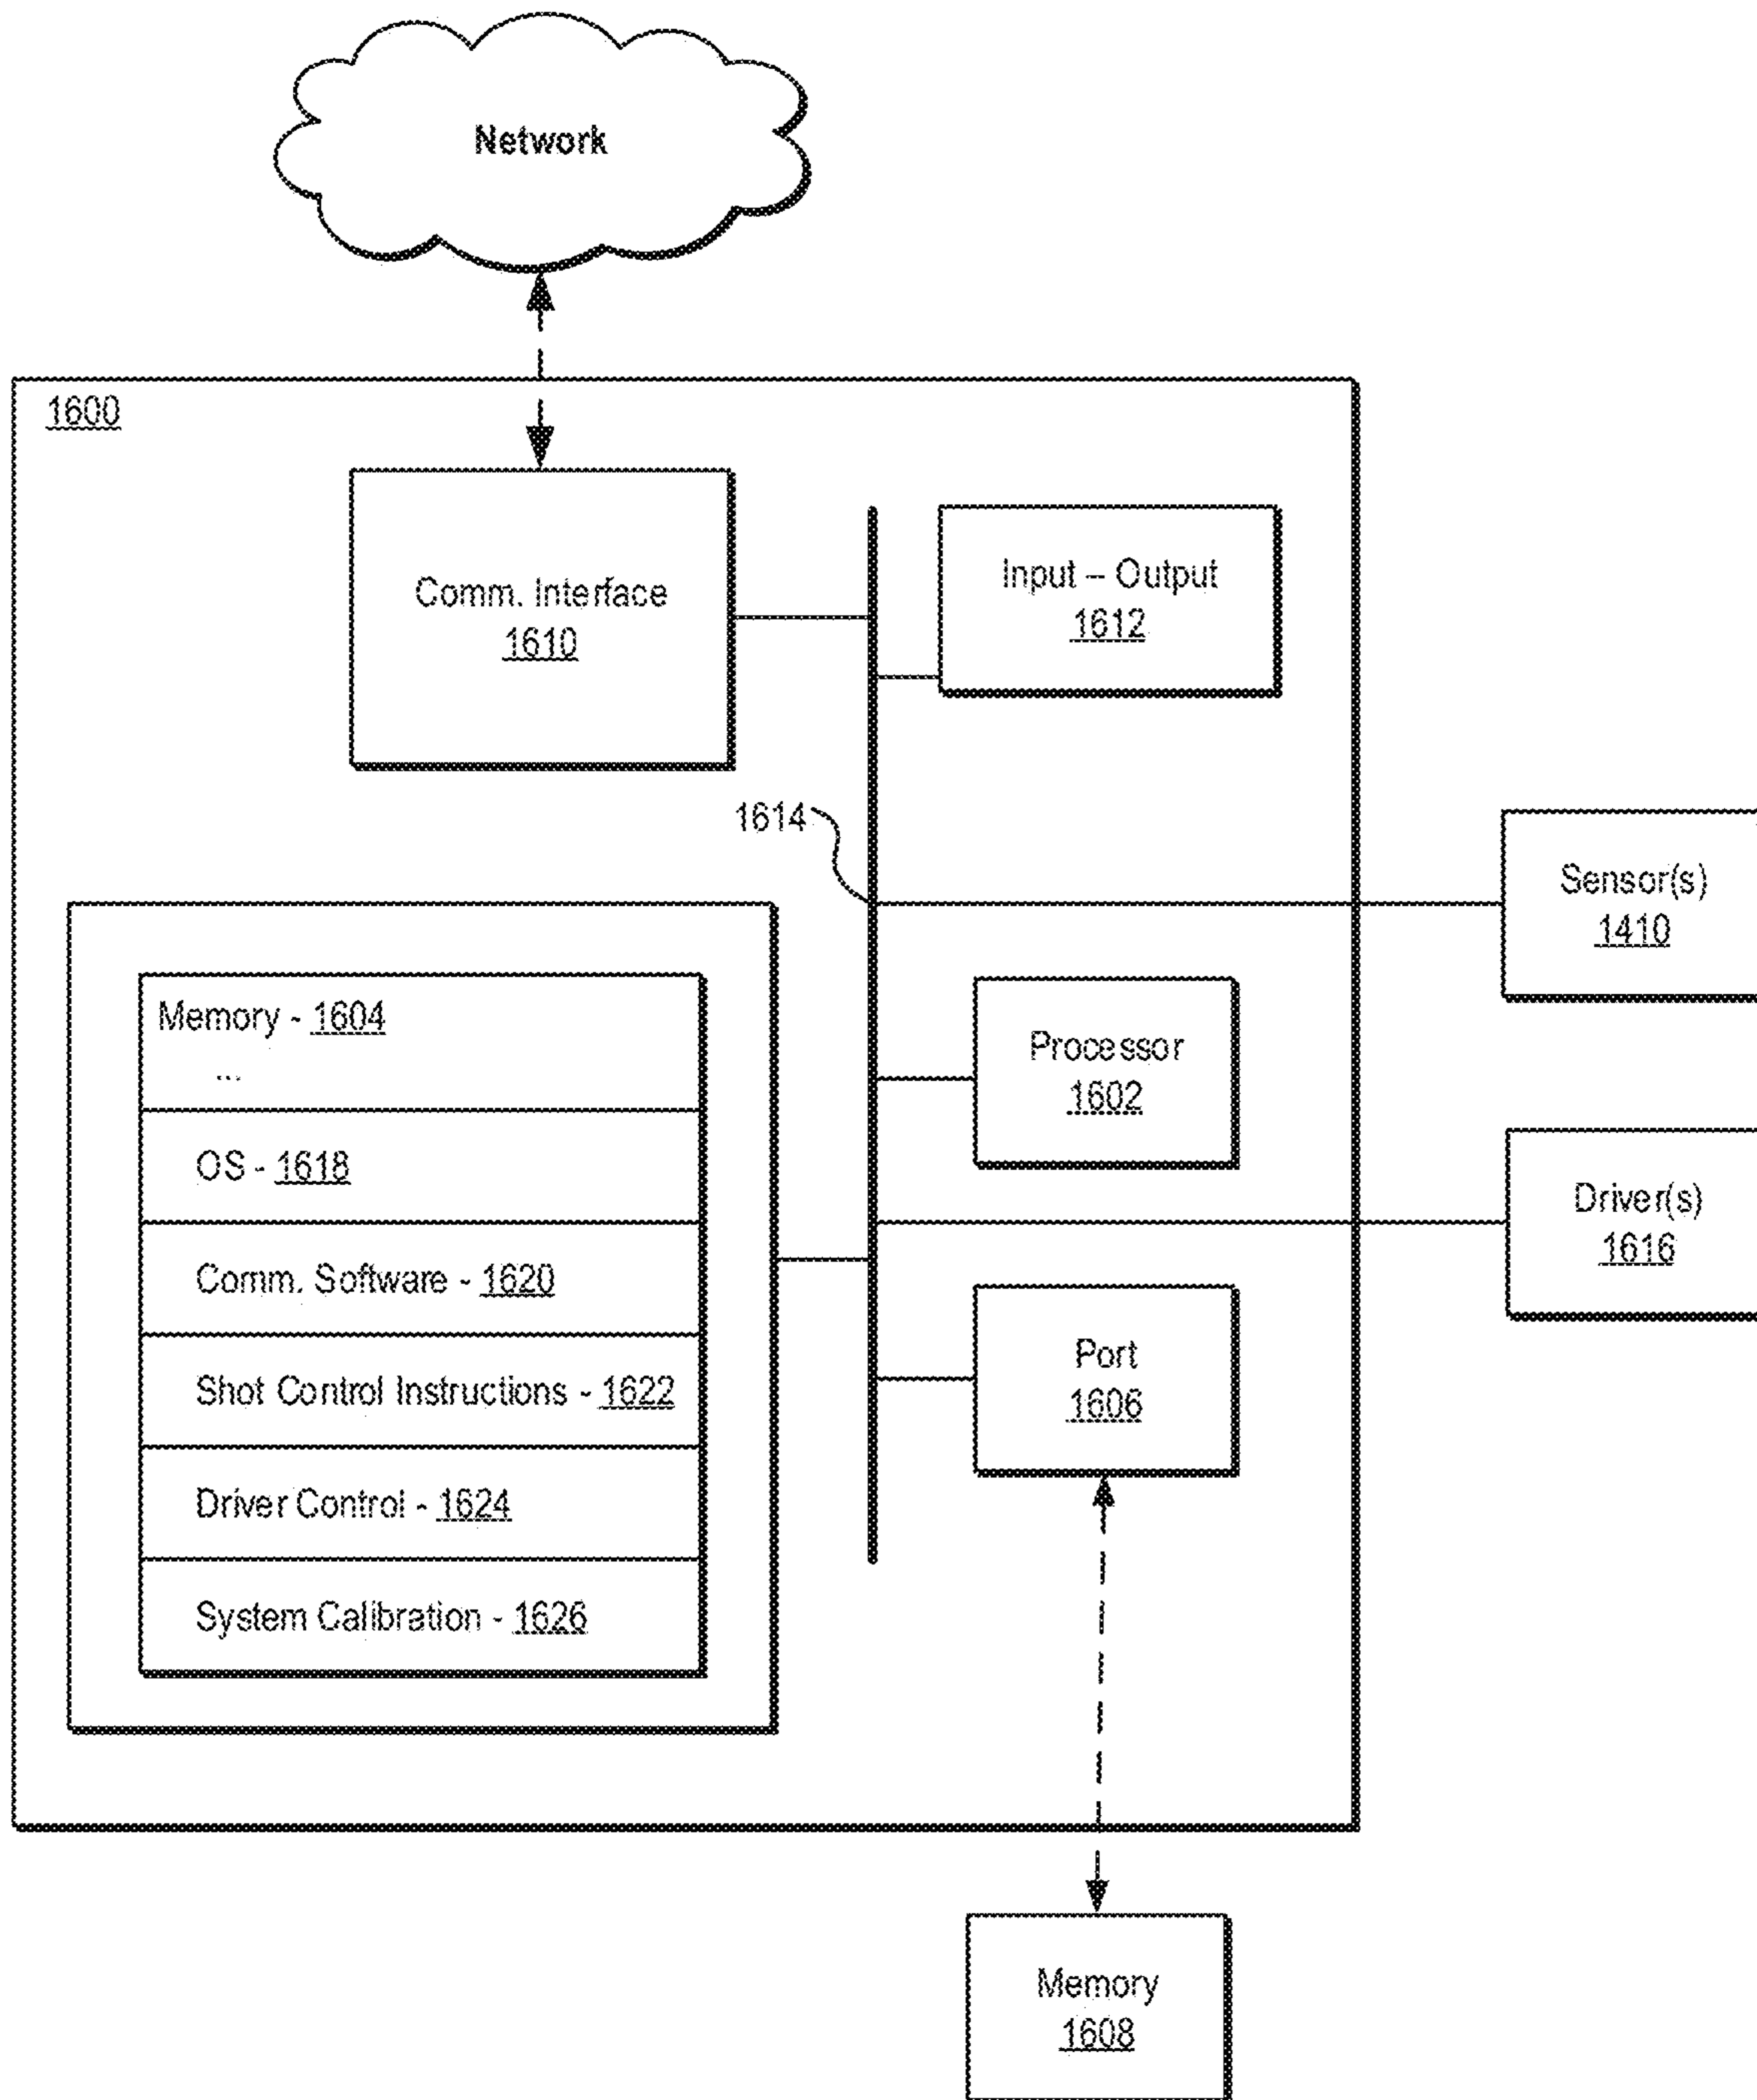 Network
1600
Comm. Interface
1610
Input – Output
1612
1614
Sensor(s)
1410
Memory - 1604
...
Processor
1602
OS - 1618
Driver(s)
1616
Comm. Software - 1620
Port
1606
Shot Control Instructions - 1622
Driver Control - 1624
System Calibration - 1626
Memory
1608